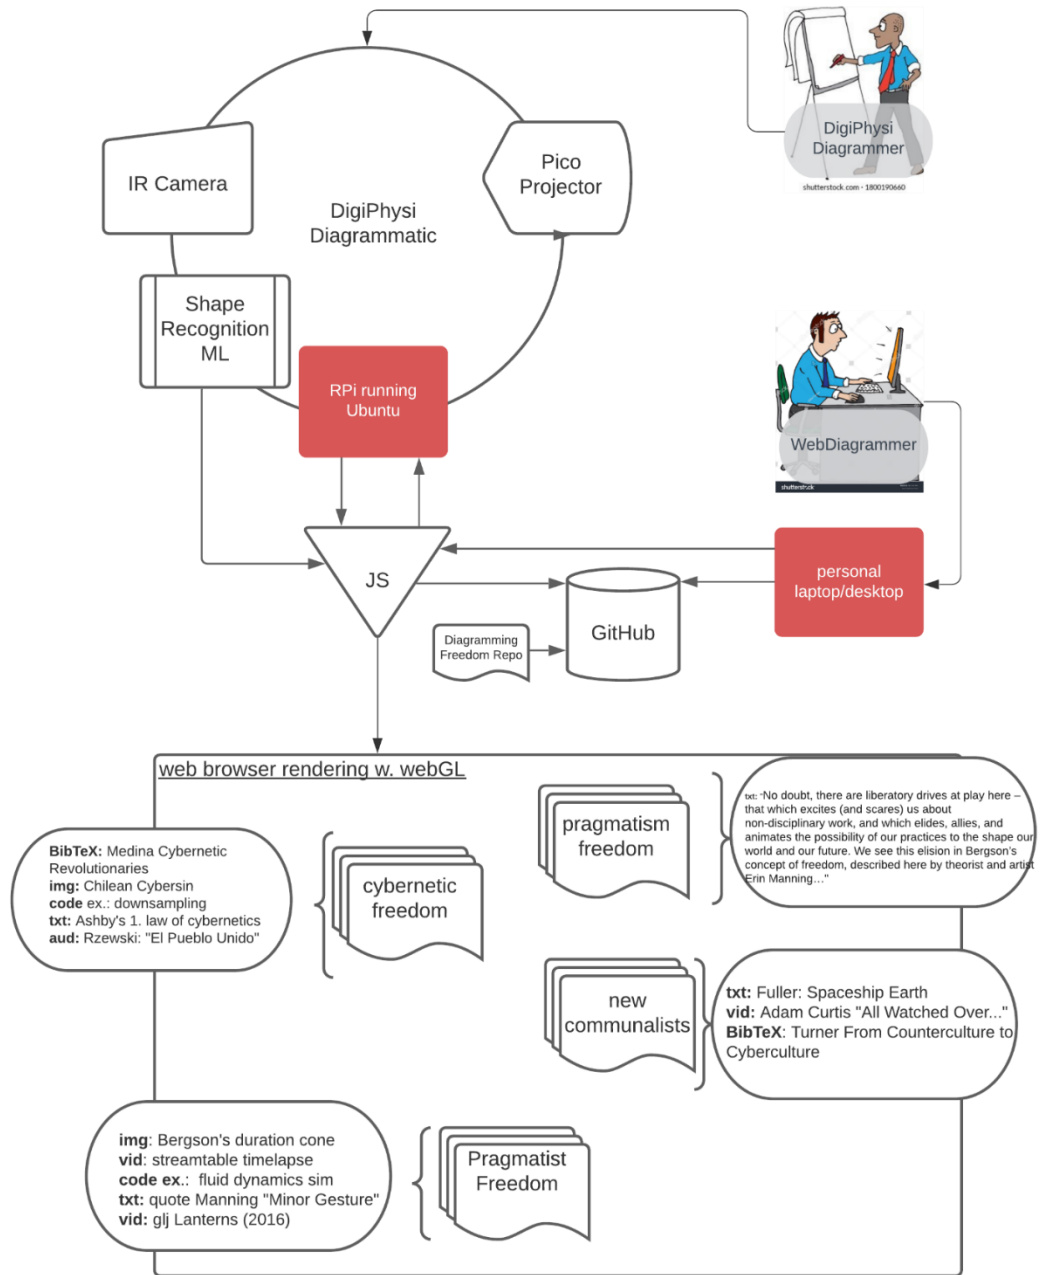 DigiPhysi
Diagrammer
shutterstock.com • 1800190660
IR Camera
Pico
Projector
DigiPhysi
Diagrammatic
Shape
Recognition
ML
RPi running
Ubuntu
WebDiagrammer
shutterstock
JS
personal
laptop/desktop
GitHub
Diagramming
Freedom Repo
web browser rendering w. webGL
BibTeX: Medina Cybernetic
Revolutionaries
img: Chilean Cybersin
code ex.: downsampling
txt: Ashby's 1. law of cybernetics
aud: Rzewski: "El Pueblo Unido"
cybernetic
freedom
pragmatism
freedom
txt: "No doubt, there are liberatory drives at play here –
that which excites (and scares) us about
non-disciplinary work, and which elides, allies, and
animates the possibility of our practices to the shape our
world and our future. We see this elision in Bergson's
concept of freedom, described here by theorist and artist
Erin Manning..."
new
communalists
txt: Fuller: Spaceship Earth
vid: Adam Curtis "All Watched Over..."
BibTeX: Turner From Counterculture to
Cyberculture
img: Bergson's duration cone
vid: streamtable timelapse
code ex.: fluid dynamics sim
txt: quote Manning "Minor Gesture"
vid: glj Lanterns (2016)
Pragmatist
Freedom